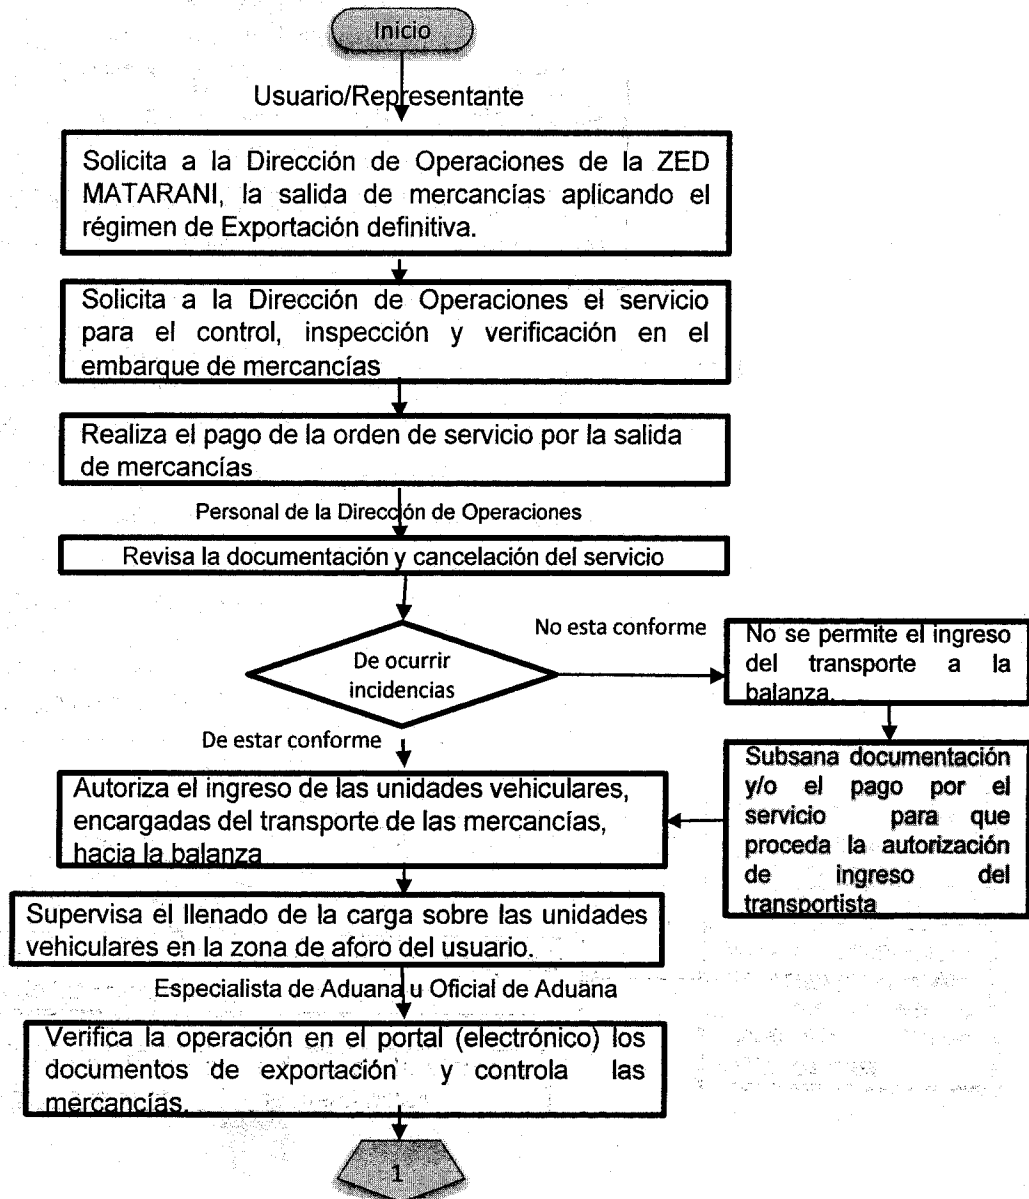 Inicio
Usuario/Representante
Solicita a la Dirección de Operaciones de la ZED
MATARANI, la salida de mercancías aplicando el
régimen de Exportación definitiva.
Solicita a la Dirección de Operaciones el servicio
para el control, inspección y verificación en el
embarque de mercancías
Realiza el pago de la orden de servicio por la salida
de mercancías
Personal de la Dirección de Operaciones
Revisa la documentación y cancelación del servicio
De ocurrir
incidencias
No esta conforme
No se permite el ingreso
del transporte a la
balanza.
Subsana documentación
y/o el pago por el
servicio para que
proceda la autorización
de ingreso del
transportista
De estar conforme
Autoriza el ingreso de las unidades vehiculares,
encargadas del transporte de las mercancías,
hacia la balanza
Supervisa el llenado de la carga sobre las unidades
vehiculares en la zona de aforo del usuario.
Especialista de Aduana u Oficial de Aduana
Verifica la operación en el portal (electrónico) los
documentos de exportación y controla las
mercancías.
1